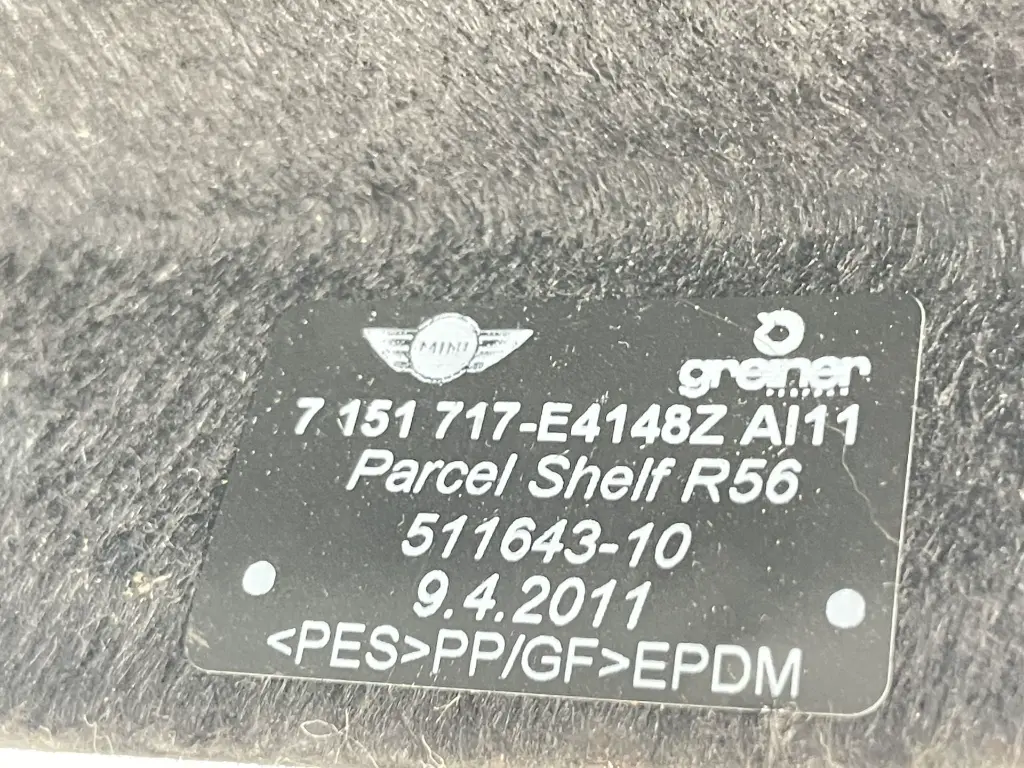 MINI
greiner
7 151 717-E4148Z AI11
Parcel Shelf R56
511643-10
9.4.2011
<PES>PP/GF>EPDM